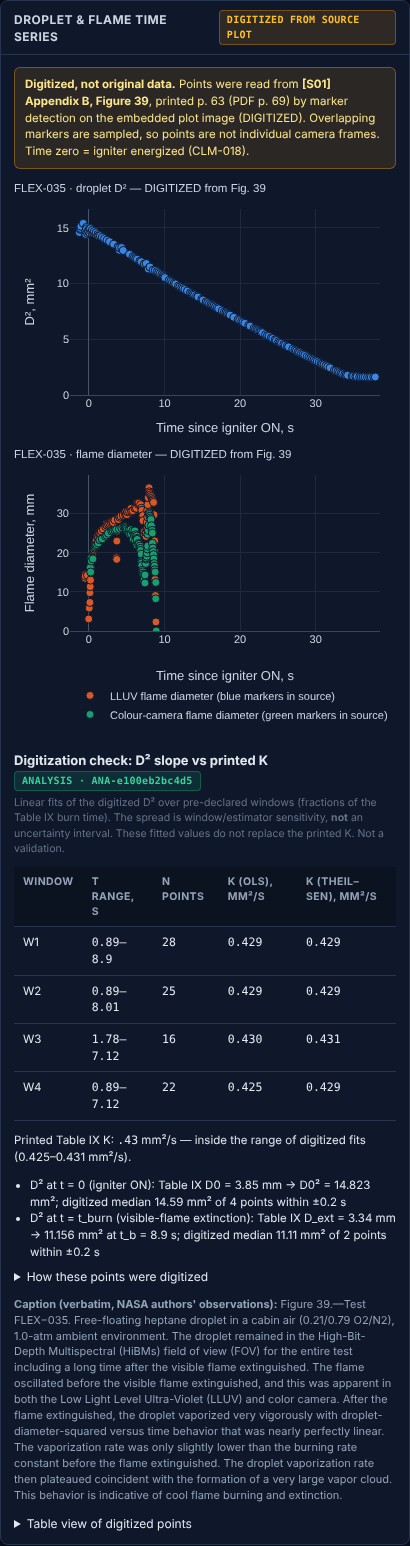 DROPLET & FLAME TIME
SERIES
DIGITIZED FROM SOURCE
PLOT
Digitized, not original data. Points were read from [S01]
Appendix B, Figure 39, printed p. 63 (PDF p. 69) by marker
detection on the embedded plot image (DIGITIZED). Overlapping
markers are sampled, so points are not individual camera frames.
Time zero = igniter energized (CLM-018).
FLEX-035 · droplet D² — DIGITIZED from Fig. 39
15
10
5
0
D², mm²
0
10
20
30
Time since igniter ON, s
FLEX-035 · flame diameter — DIGITIZED from Fig. 39
30
20
10
0
Flame diameter, mm
0
10
20
30
Time since igniter ON, s
LLUV flame diameter (blue markers in source)
Colour-camera flame diameter (green markers in source)
Digitization check: D² slope vs printed K
ANALYSIS · ANA-e100eb2bc4d5
Linear fits of the digitized D² over pre-declared windows (fractions of the
Table IX burn time). The spread is window/estimator sensitivity, not an
uncertainty interval. These fitted values do not replace the printed K. Not a
validation.
WINDOW T RANGE, S N POINTS K (OLS), MM²/S K (THEIL–SEN), MM²/S
W1 0.89–8.9 28 0.429 0.429
W2 0.89–8.01 25 0.429 0.429
W3 1.78–7.12 16 0.430 0.431
W4 0.89–7.12 22 0.425 0.429
Printed Table IX K: .43 mm²/s — inside the range of digitized fits
(0.425–0.431 mm²/s).
• D² at t = 0 (igniter ON): Table IX D0 = 3.85 mm → D0² = 14.823
mm²; digitized median 14.59 mm² of 4 points within ±0.2 s
• D² at t = t_burn (visible-flame extinction): Table IX D_ext = 3.34 mm
→ 11.156 mm² at t_b = 8.9 s; digitized median 11.11 mm² of 2 points
within ±0.2 s
▶ How these points were digitized
Caption (verbatim, NASA authors' observations): Figure 39.—Test
FLEX−035. Free-floating heptane droplet in a cabin air (0.21/0.79 O2/N2),
1.0-atm ambient environment. The droplet remained in the High-Bit-
Depth Multispectral (HiBMs) field of view (FOV) for the entire test
including a long time after the visible flame extinguished. The flame
oscillated before the visible flame extinguished, and this was apparent in
both the Low Light Level Ultra-Violet (LLUV) and color camera. After the
flame extinguished, the droplet vaporized very vigorously with droplet-
diameter-squared versus time behavior that was nearly perfectly linear.
The vaporization rate was only slightly lower than the burning rate
constant before the flame extinguished. The droplet vaporization rate
then plateaued coincident with the formation of a very large vapor cloud.
This behavior is indicative of cool flame burning and extinction.
▶ Table view of digitized points